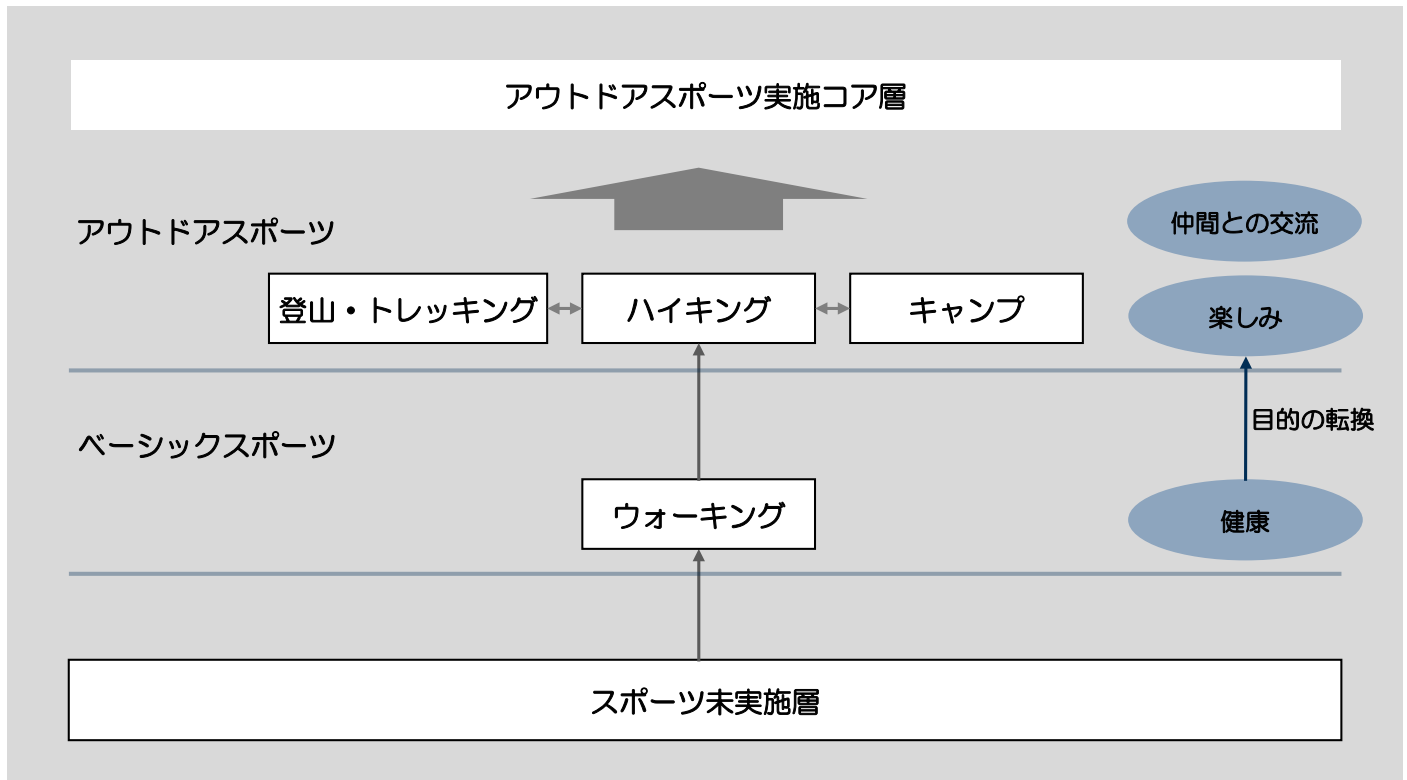 アウトドアスポーツ実施コア層
アウトドアスポーツ
仲間との交流
登山・トレッキング
ハイキング
キャンプ
楽しみ
目的の転換
ベーシックスポーツ
ウォーキング
健康
スポーツ未実施層